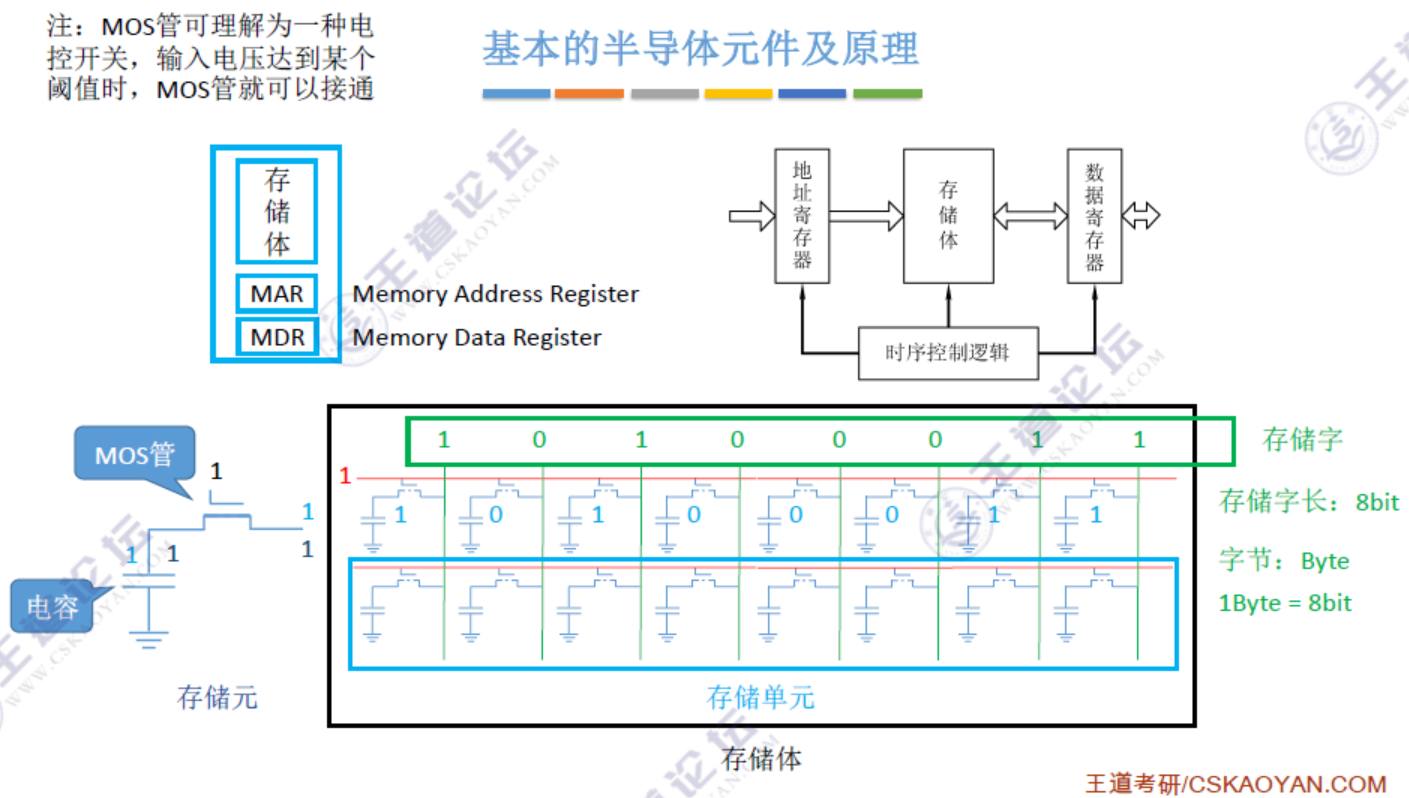 注：MOS管可理解为一种电
控开关，输入电压达到某个
阈值时，MOS管就可以接通
基本的半导体元件及原理
存
储
体
MAR
Memory Address Register
MDR
Memory Data Register
地
址
寄
存
器
存
储
体
数
据
寄
存
器
时序控制逻辑
MOS管
1
1
1
1
1
电容
存储元
1 0 1 0 0 0 1 1
1
1 0 1 0 0 0 1 1
存储单元
存储体
存储字
存储字长：8bit
字节：Byte
1Byte = 8bit
王道论坛
WWW.CSKAOYAN.COM
王道考研/CSKAOYAN.COM